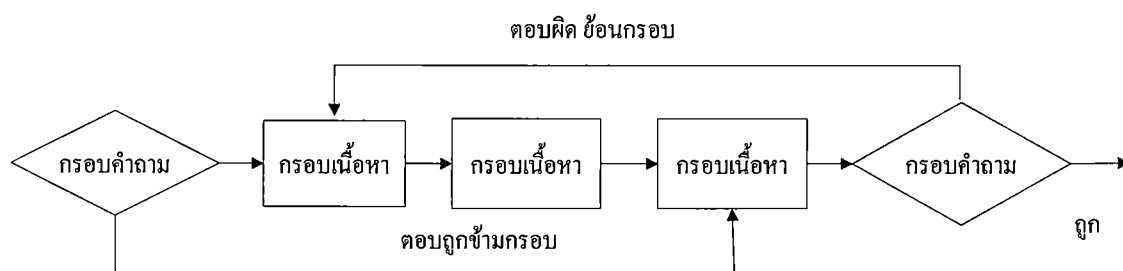 ตอบผิด ย้อนกรอบ
กรอบคำถาม
กรอบเนื้อหา
กรอบเนื้อหา
กรอบเนื้อหา
กรอบคำถาม
ตอบถูกข้ามกรอบ
ถูก